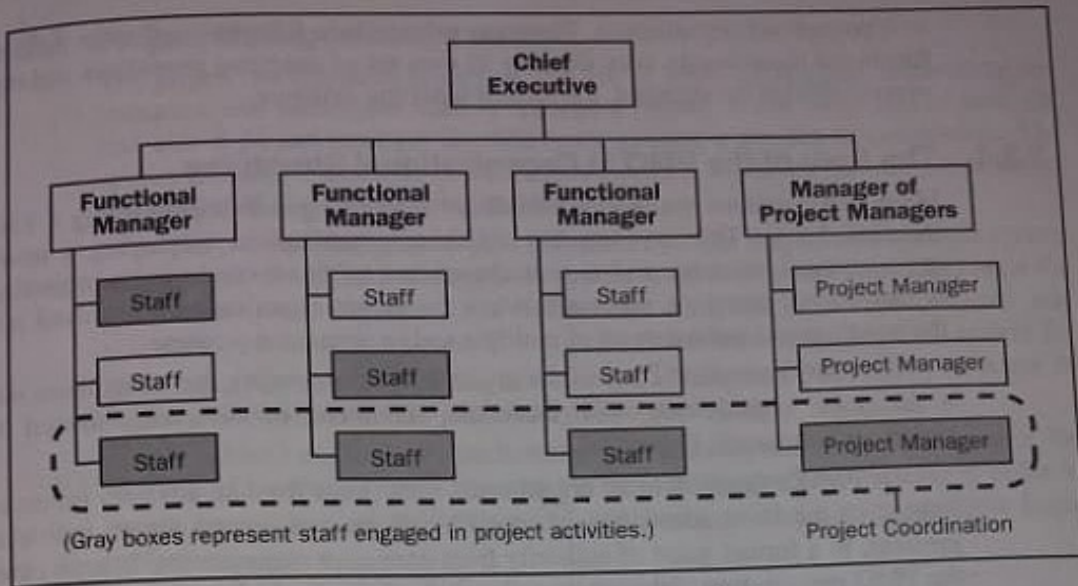 Chief
Executive
Functional
Manager
Functional
Manager
Functional
Manager
Manager of
Project Managers
Staff
Staff
Staff
Project Manager
Staff
Staff
Staff
Project Manager
Staff
Staff
Staff
Project Manager
(Gray boxes represent staff engaged in project activities.)
Project Coordination